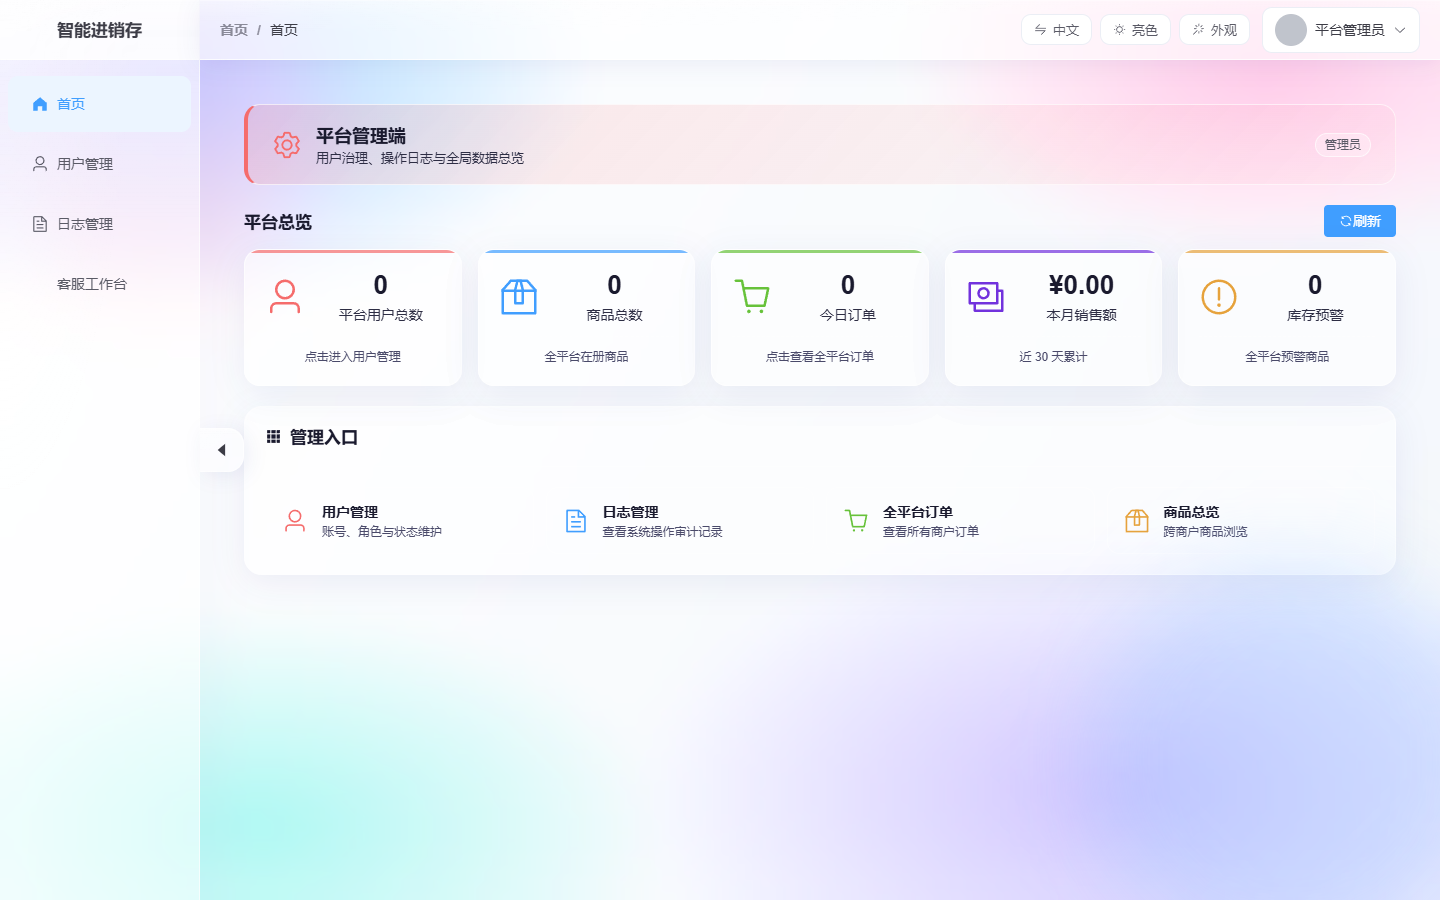 智能进销存
首页 / 首页
中文
亮色
外观
平台管理员
首页
用户管理
日志管理
客服工作台
平台管理端
用户治理、操作日志与全局数据总览
管理员
平台总览
刷新
0
平台用户总数
点击进入用户管理
0
商品总数
全平台在册商品
0
今日订单
点击查看全平台订单
¥0.00
本月销售额
近 30 天累计
0
库存预警
全平台预警商品
管理入口
用户管理
账号、角色与状态维护
日志管理
查看系统操作审计记录
全平台订单
查看所有商户订单
商品总览
跨商户商品浏览